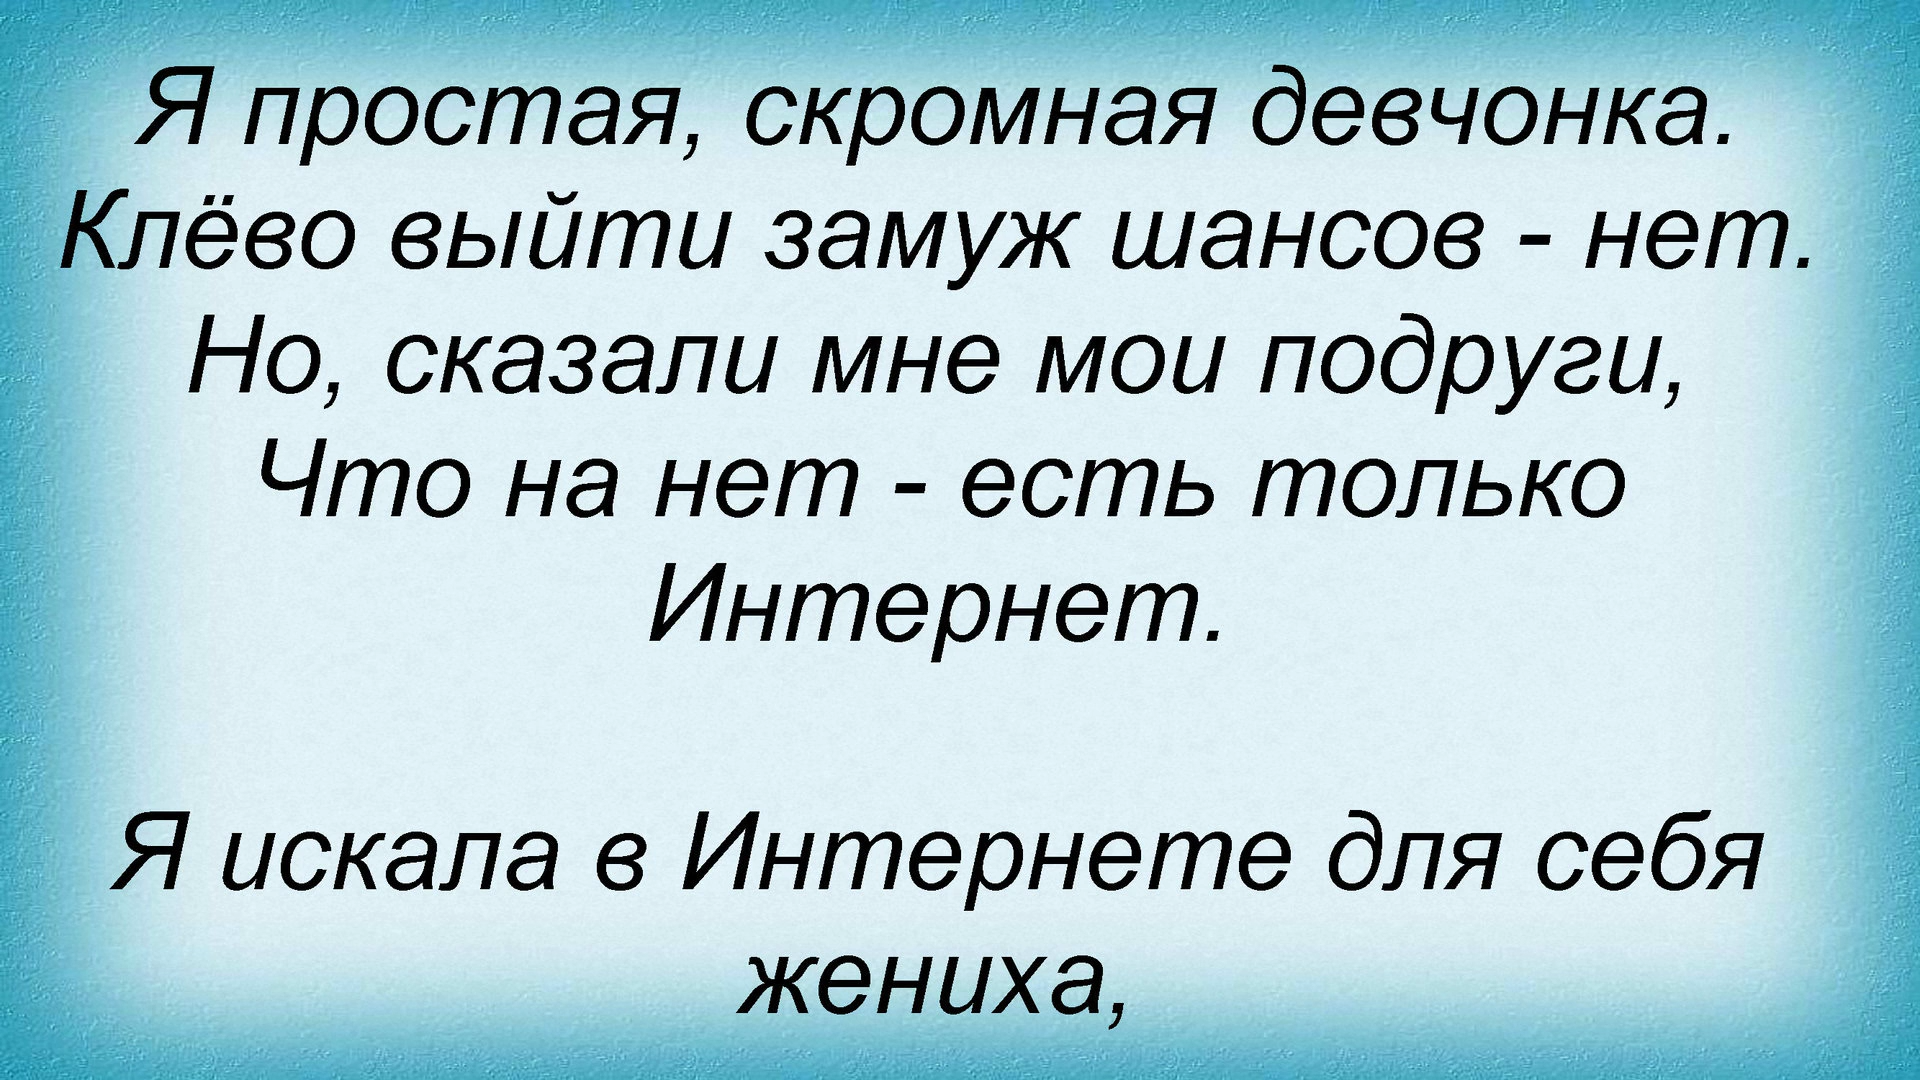 Я простая, скромная девчонка.
Клёво выйти замуж шансов - нет.
Но, сказали мне мои подруги,
Что на нет - есть только
Интернет.
Я искала в Интернете для себя
жениха,